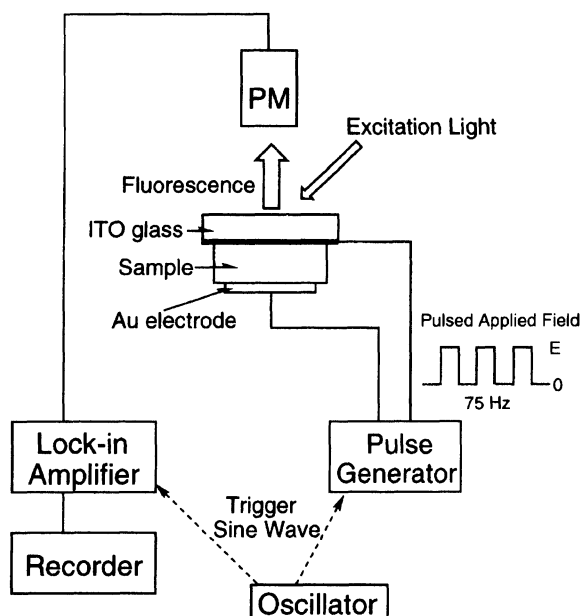 PM
Excitation Light
Fluorescence
ITO glass
Sample
Au electrode
Pulsed Applied Field
E
0
75 Hz
Lock-in
Amplifier
Pulse
Generator
Trigger
Sine Wave
Recorder
Oscillator